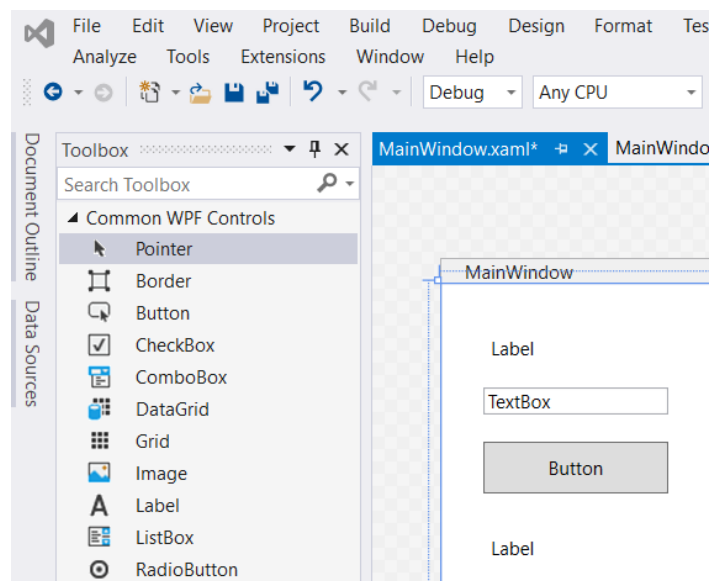 File Edit View Project Build Debug Design Format Tes
Analyze Tools Extensions Window Help
Debug Any CPU
Document Outline
Data Sources
Toolbox
Search Toolbox
Common WPF Controls
Pointer
Border
Button
CheckBox
ComboBox
DataGrid
Grid
Image
Label
ListBox
RadioButton
MainWindow.xaml* MainWindo
MainWindow
Label
TextBox
Button
Label